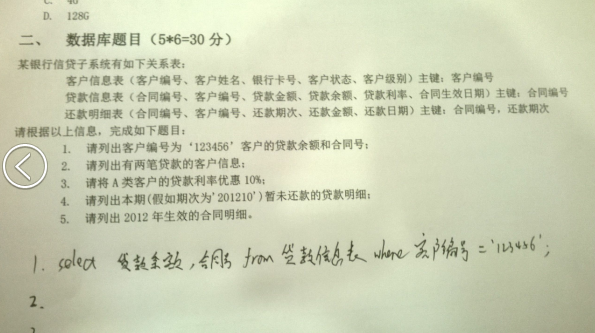 D. 128G
二、 数据库题目（5*6=30 分）
某银行信贷子系统有如下关系表：
客户信息表（客户编号、客户姓名、银行卡号、客户状态、客户级别）主键：客户编号
贷款信息表（合同编号、客户编号、贷款金额、贷款余额、贷款利率、合同生效日期）主键：合同编号
还款明细表（合同编号、客户编号、还款期次、还款金额、还款日期）主键：合同编号，还款期次
请根据以上信息，完成如下题目：
1. 请列出客户编号为‘123456’客户的贷款余额和合同号；
2. 请列出有两笔贷款的客户信息；
3. 请将 A 类客户的贷款利率优惠 10%；
4. 请列出本期(假如期次为'201210')暂未还款的贷款明细；
5. 请列出 2012 年生效的合同明细。
1. select 贷款余额，合同号 from 贷款信息表 where 客户编号='123456';
2.